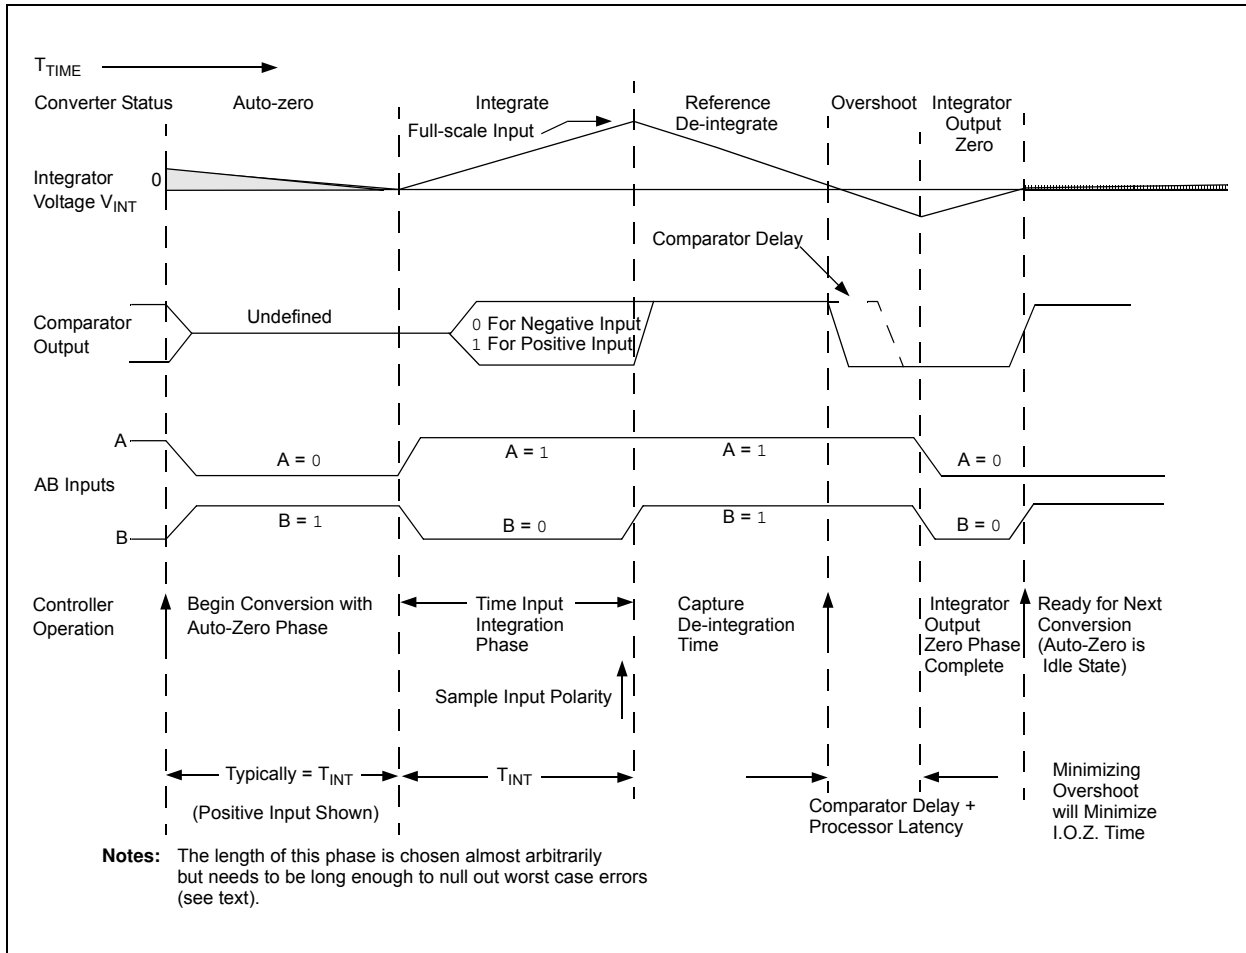 TTIME
Converter Status
Auto-zero
Integrate
Reference
De-integrate
Overshoot
Integrator
Output
Zero
Full-scale Input
Integrator
Voltage VINT
0
Comparator Delay
Comparator
Output
Undefined
0 For Negative Input
1 For Positive Input
AB Inputs
A
A = 0
A = 1
A = 1
A = 0
B
B = 1
B = 0
B = 1
B = 0
Controller
Operation
Begin Conversion with
Auto-Zero Phase
Time Input
Integration
Phase
Capture
De-integration
Time
Integrator
Output
Zero Phase
Complete
Ready for Next
Conversion
(Auto-Zero is
Idle State)
Sample Input Polarity
Typically = TINT
(Positive Input Shown)
TINT
Comparator Delay +
Processor Latency
Minimizing
Overshoot
will Minimize
I.O.Z. Time
Notes: The length of this phase is chosen almost arbitrarily
but needs to be long enough to null out worst case errors
(see text).